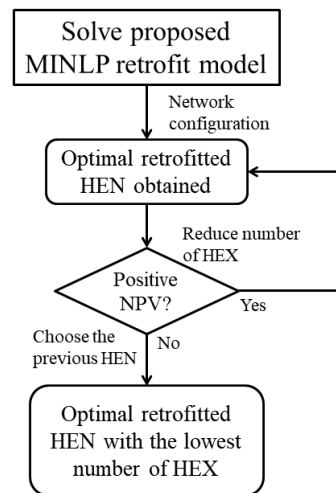 Solve proposed
MINLP retrofit model
Network
configuration
Optimal retrofitted
HEN obtained
Reduce number
of HEX
Positive
NPV?
Yes
Choose the
previous HEN
No
Optimal retrofitted
HEN with the lowest
number of HEX